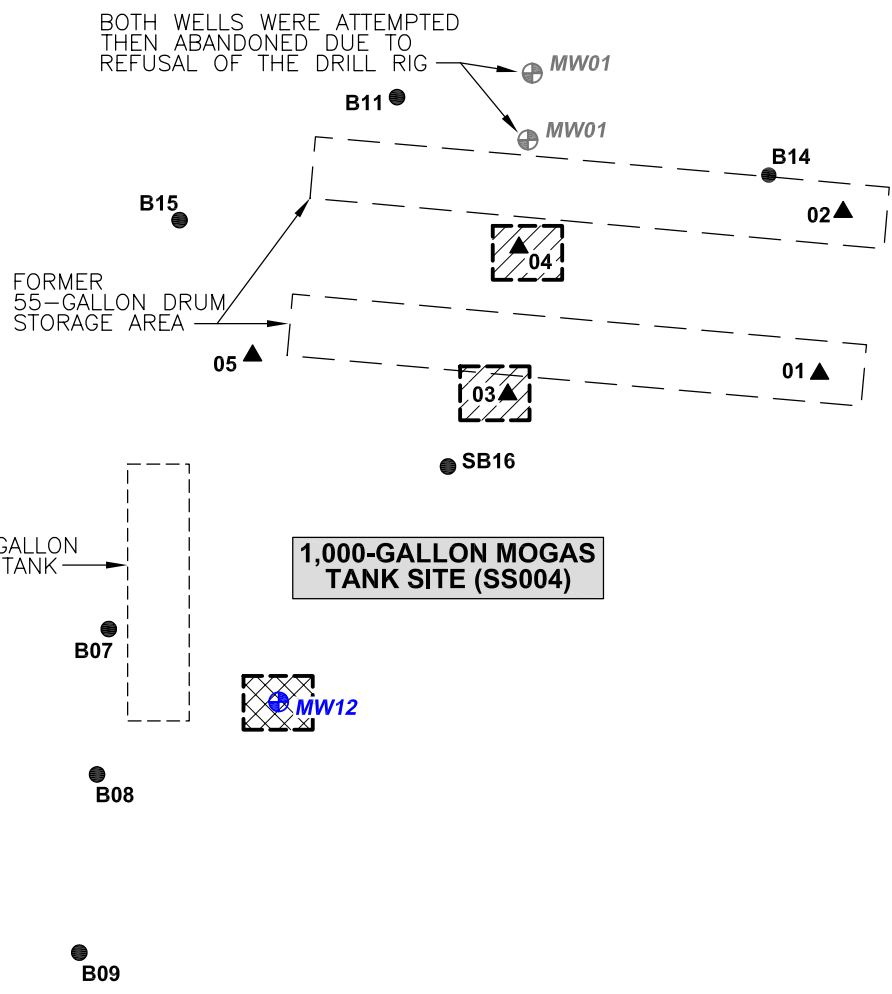 BOTH WELLS WERE ATTEMPTED
THEN ABANDONED DUE TO
REFUSAL OF THE DRILL RIG
MW01
B11
MW01
B14
B15
02
04
FORMER
55-GALLON DRUM
STORAGE AREA
05
03
01
SB16
GALLON
TANK
1,000-GALLON MOGAS
TANK SITE (SS004)
B07
MW12
B08
B09